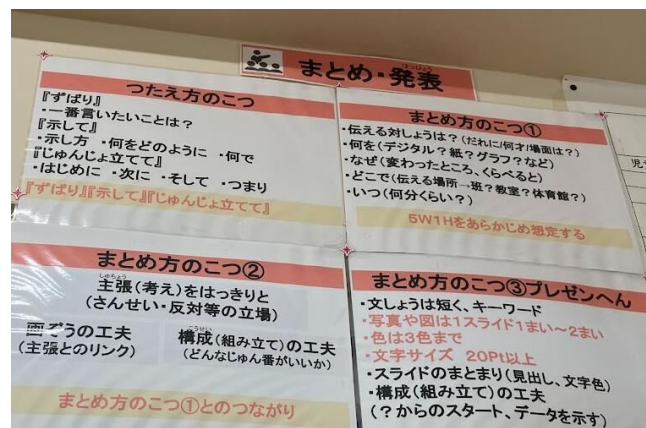 はっぴょう
まとめ・発表
つたえ方のこつ
『ずばり』
・一番言いたいことは？
『示して』
・示し方 ・何をどのように ・何で
『じゅんじょ立てて』
・はじめに ・次に ・そして ・つまり
『ずばり』『示して』『じゅんじょ立てて』
まとめ方のこつ①
・伝える対しょうは？(だれに/何才/場面は？)
・何を(デジタル？紙？グラフ？など)
・なぜ(変わったところ、くらべると)
・どこで(伝える場所→班？教室？体育館？)
・いつ(何分くらい？)
5W1Hをあらかじめ想定する
児
まとめ方のこつ②
しゅちょう
主張(考え)をはっきりと
(さんせい・反対等の立場)
画ぞうの工夫
(主張とのリンク)
こうせい
構成(組み立て)の工夫
(どんなじゅん番がいいか)
まとめ方のこつ①とのつながり
まとめ方のこつ③プレゼンへん
・文しょうは短く、キーワード
・写真や図は1スライド1まい～2まい
・色は3色まで
・文字サイズ 20Pt以上
・スライドのまとまり(見出し、文字色)
・構成(組み立て)の工夫
(？からのスタート、データを示す)